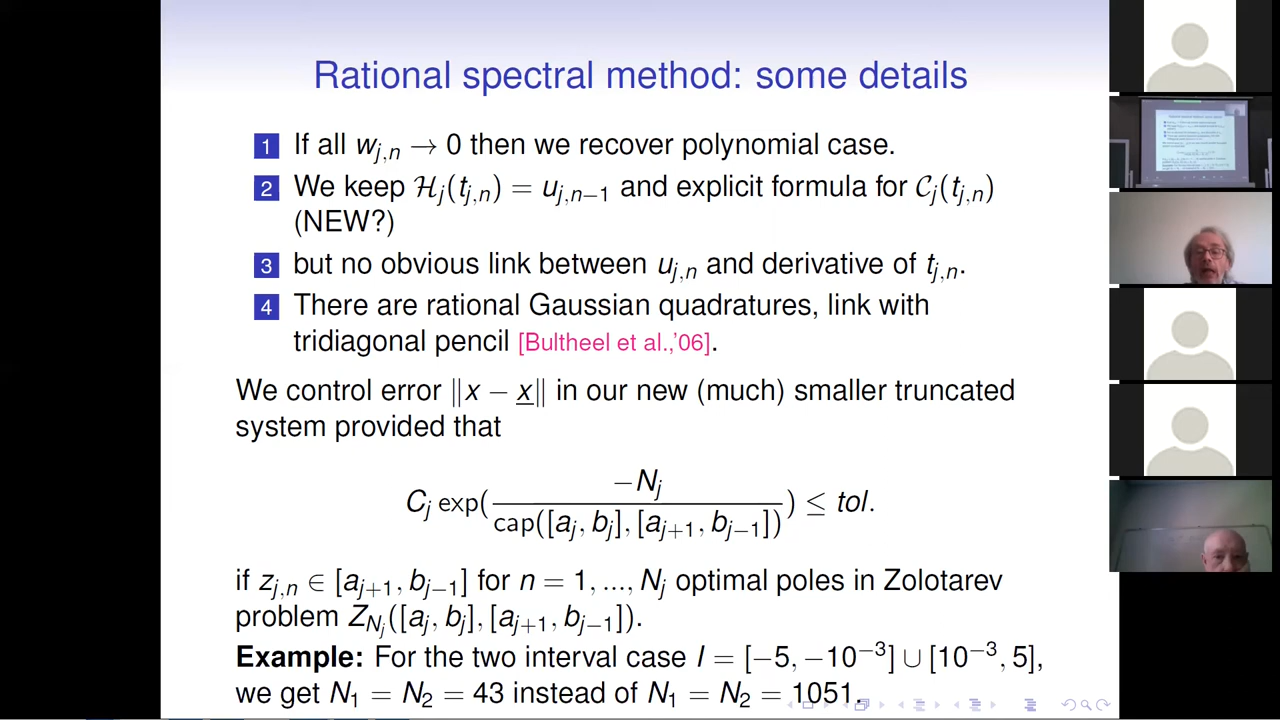 Rational spectral method: some details
1 If all w_{j,n} → 0 then we recover polynomial case.
2 We keep ℋ_j(t_{j,n}) = u_{j,n−1} and explicit formula for 𝒞_j(t_{j,n})
(NEW?)
3 but no obvious link between u_{j,n} and derivative of t_{j,n}.
4 There are rational Gaussian quadratures, link with
tridiagonal pencil [Bultheel et al.,'06].
We control error ‖x − x̲‖ in our new (much) smaller truncated
system provided that
C_j exp( −N_j / cap([a_j, b_j], [a_{j+1}, b_{j−1}]) ) ≤ tol.
if z_{j,n} ∈ [a_{j+1}, b_{j−1}] for n = 1, ..., N_j optimal poles in Zolotarev
problem Z_{N_j}([a_j, b_j], [a_{j+1}, b_{j−1}]).
Example: For the two interval case I = [−5, −10^{−3}] ∪ [10^{−3}, 5],
we get N_1 = N_2 = 43 instead of N_1 = N_2 = 1051.